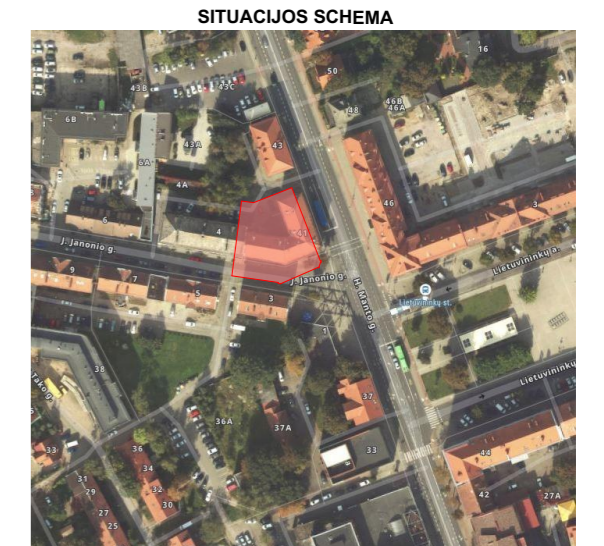 SITUACIJOS SCHEMA
16
50
43B
43C
46B
46A
48
6B
43A
43
6A
4A
46
3
6
4
41
J. Janonio g.
Lietuvininkų a.
J. Janonio g.
9
7
5
3
H. Manto g.
Lietuvininkų st.
1
38
Lietuvininkų
Tako g.
37
36A
37A
33
44
36
33
34
31
29
32
30
27
25
42
27A